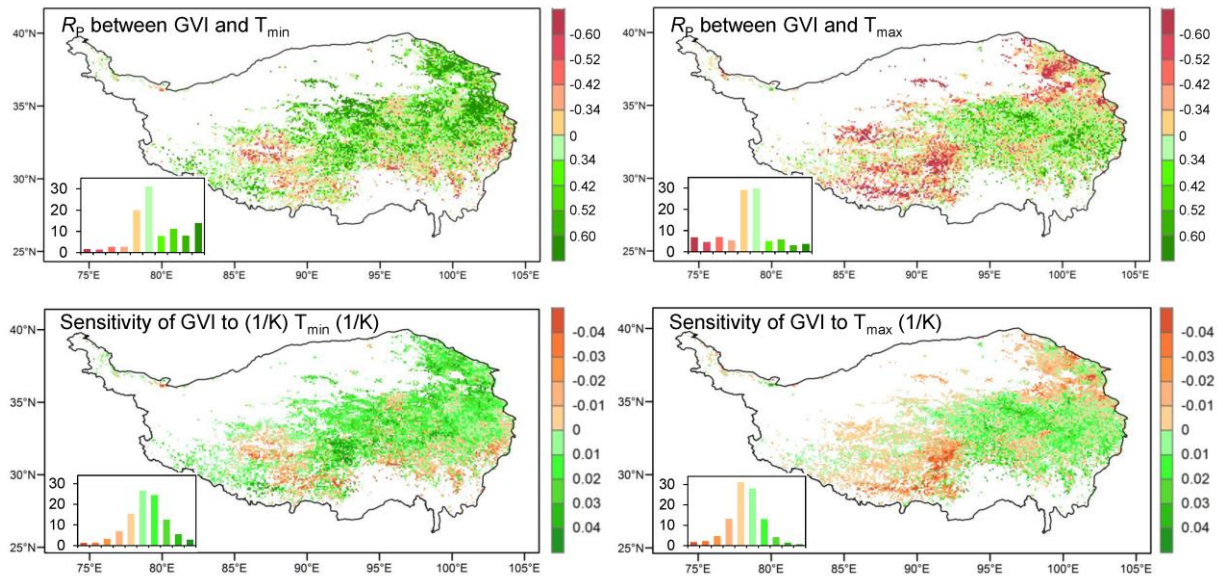 R_P between GVI and T_min
40°N
35°N
30°N
25°N
30
20
10
0
75°E 80°E 85°E 90°E 95°E 100°E 105°E
-0.60
-0.52
-0.42
-0.34
0
0.34
0.42
0.52
0.60
R_P between GVI and T_max
40°N
35°N
30°N
25°N
30
20
10
0
75°E 80°E 85°E 90°E 95°E 100°E 105°E
-0.60
-0.52
-0.42
-0.34
0
0.34
0.42
0.52
0.60
Sensitivity of GVI to (1/K) T_min (1/K)
40°N
35°N
30°N
25°N
30
20
10
0
75°E 80°E 85°E 90°E 95°E 100°E 105°E
-0.04
-0.03
-0.02
-0.01
0
0.01
0.02
0.03
0.04
Sensitivity of GVI to T_max (1/K)
40°N
35°N
30°N
25°N
30
20
10
0
75°E 80°E 85°E 90°E 95°E 100°E 105°E
-0.04
-0.03
-0.02
-0.01
0
0.01
0.02
0.03
0.04